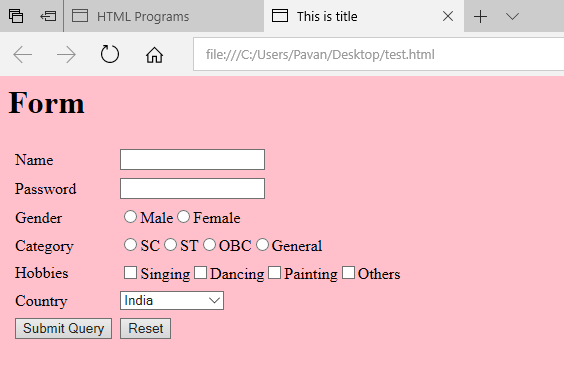 HTML Programs This is title
file:///C:/Users/Pavan/Desktop/test.html
Form
Name
Password
Gender Male Female
Category SC ST OBC General
Hobbies Singing Dancing Painting Others
Country India
Submit Query Reset